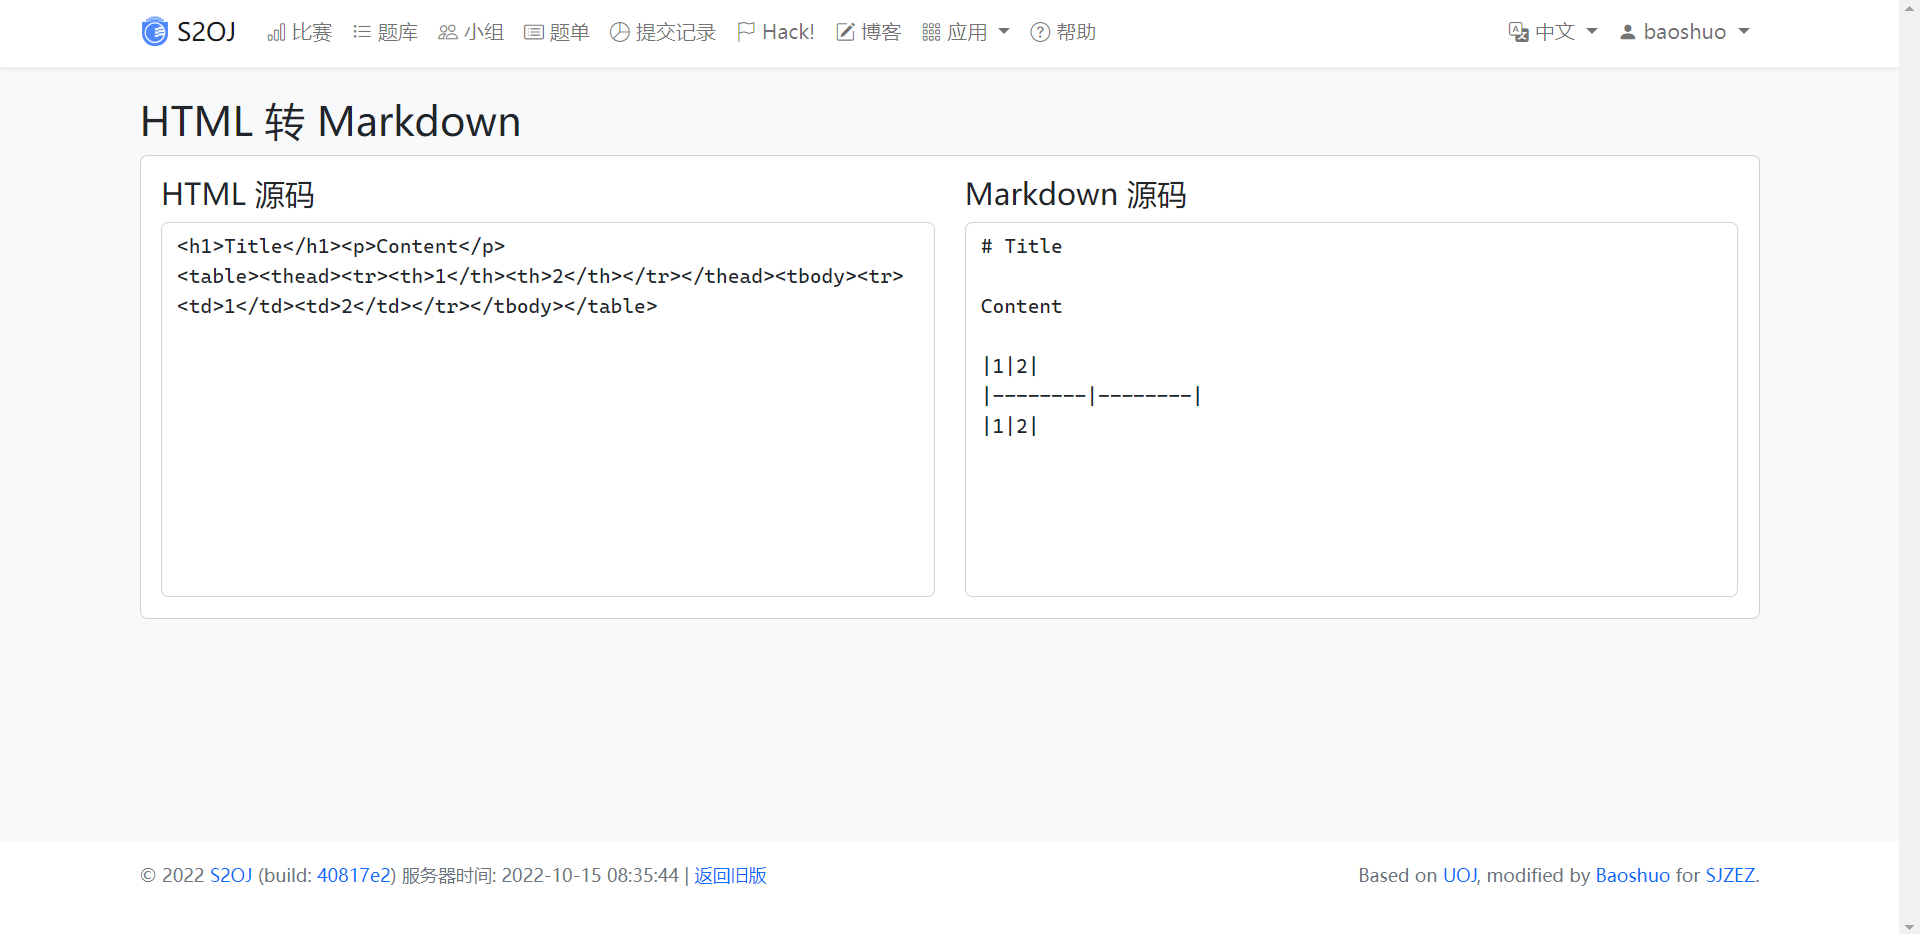 S2OJ 比赛 题库 小组 题单 提交记录 Hack! 博客 应用 帮助 中文 baoshuo
HTML 转 Markdown
HTML 源码
<h1>Title</h1><p>Content</p>
<table><thead><tr><th>1</th><th>2</th></tr></thead><tbody><tr>
<td>1</td><td>2</td></tr></tbody></table>
Markdown 源码
# Title
Content
|1|2|
|--------|--------|
|1|2|
© 2022 S2OJ (build: 40817e2) 服务器时间: 2022-10-15 08:35:44 | 返回旧版
Based on UOJ, modified by Baoshuo for SJZEZ.